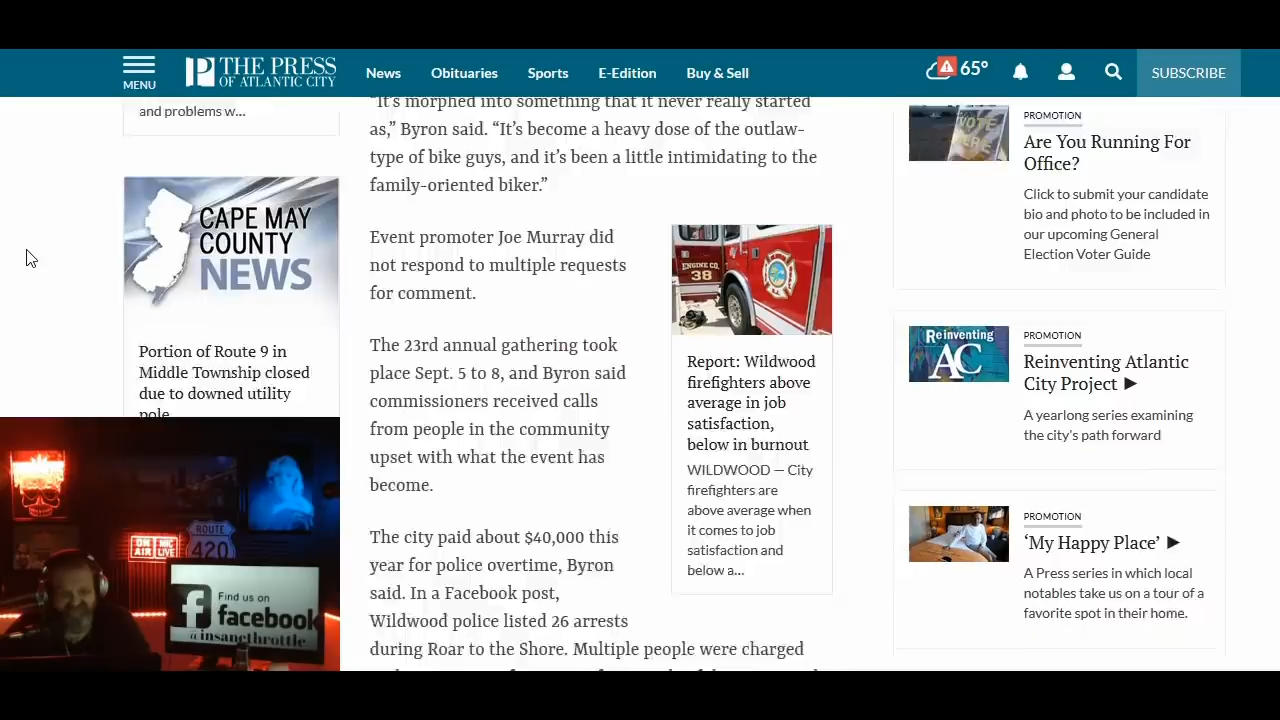 MENU
THE PRESS
OF ATLANTIC CITY
News
Obituaries
Sports
E-Edition
Buy & Sell
65°
SUBSCRIBE
and problems w...
CAPE MAY
COUNTY
NEWS
Portion of Route 9 in
Middle Township closed
due to downed utility
pole
"It's morphed into something that it never really started
as," Byron said. “It’s become a heavy dose of the outlaw-
type of bike guys, and it’s been a little intimidating to the
family-oriented biker.”
Event promoter Joe Murray did
not respond to multiple requests
for comment.
The 23rd annual gathering took
place Sept. 5 to 8, and Byron said
commissioners received calls
from people in the community
upset with what the event has
become.
The city paid about $40,000 this
year for police overtime, Byron
said. In a Facebook post,
Wildwood police listed 26 arrests
during Roar to the Shore. Multiple people were charged
ENGINE CO.
38
Report: Wildwood
firefighters above
average in job
satisfaction,
below in burnout
WILDWOOD — City
firefighters are
above average when
it comes to job
satisfaction and
below a...
VOTE
HERE
PROMOTION
Are You Running For
Office?
Click to submit your candidate
bio and photo to be included in
our upcoming General
Election Voter Guide
Reinventing
AC
PROMOTION
Reinventing Atlantic
City Project ▶
A yearlong series examining
the city's path forward
PROMOTION
‘My Happy Place’ ▶
A Press series in which local
notables take us on a tour of a
favorite spot in their home.
ROUTE
420
ON
AIR
MIC
LIVE
f
Find us on
facebook
@insanethrottle